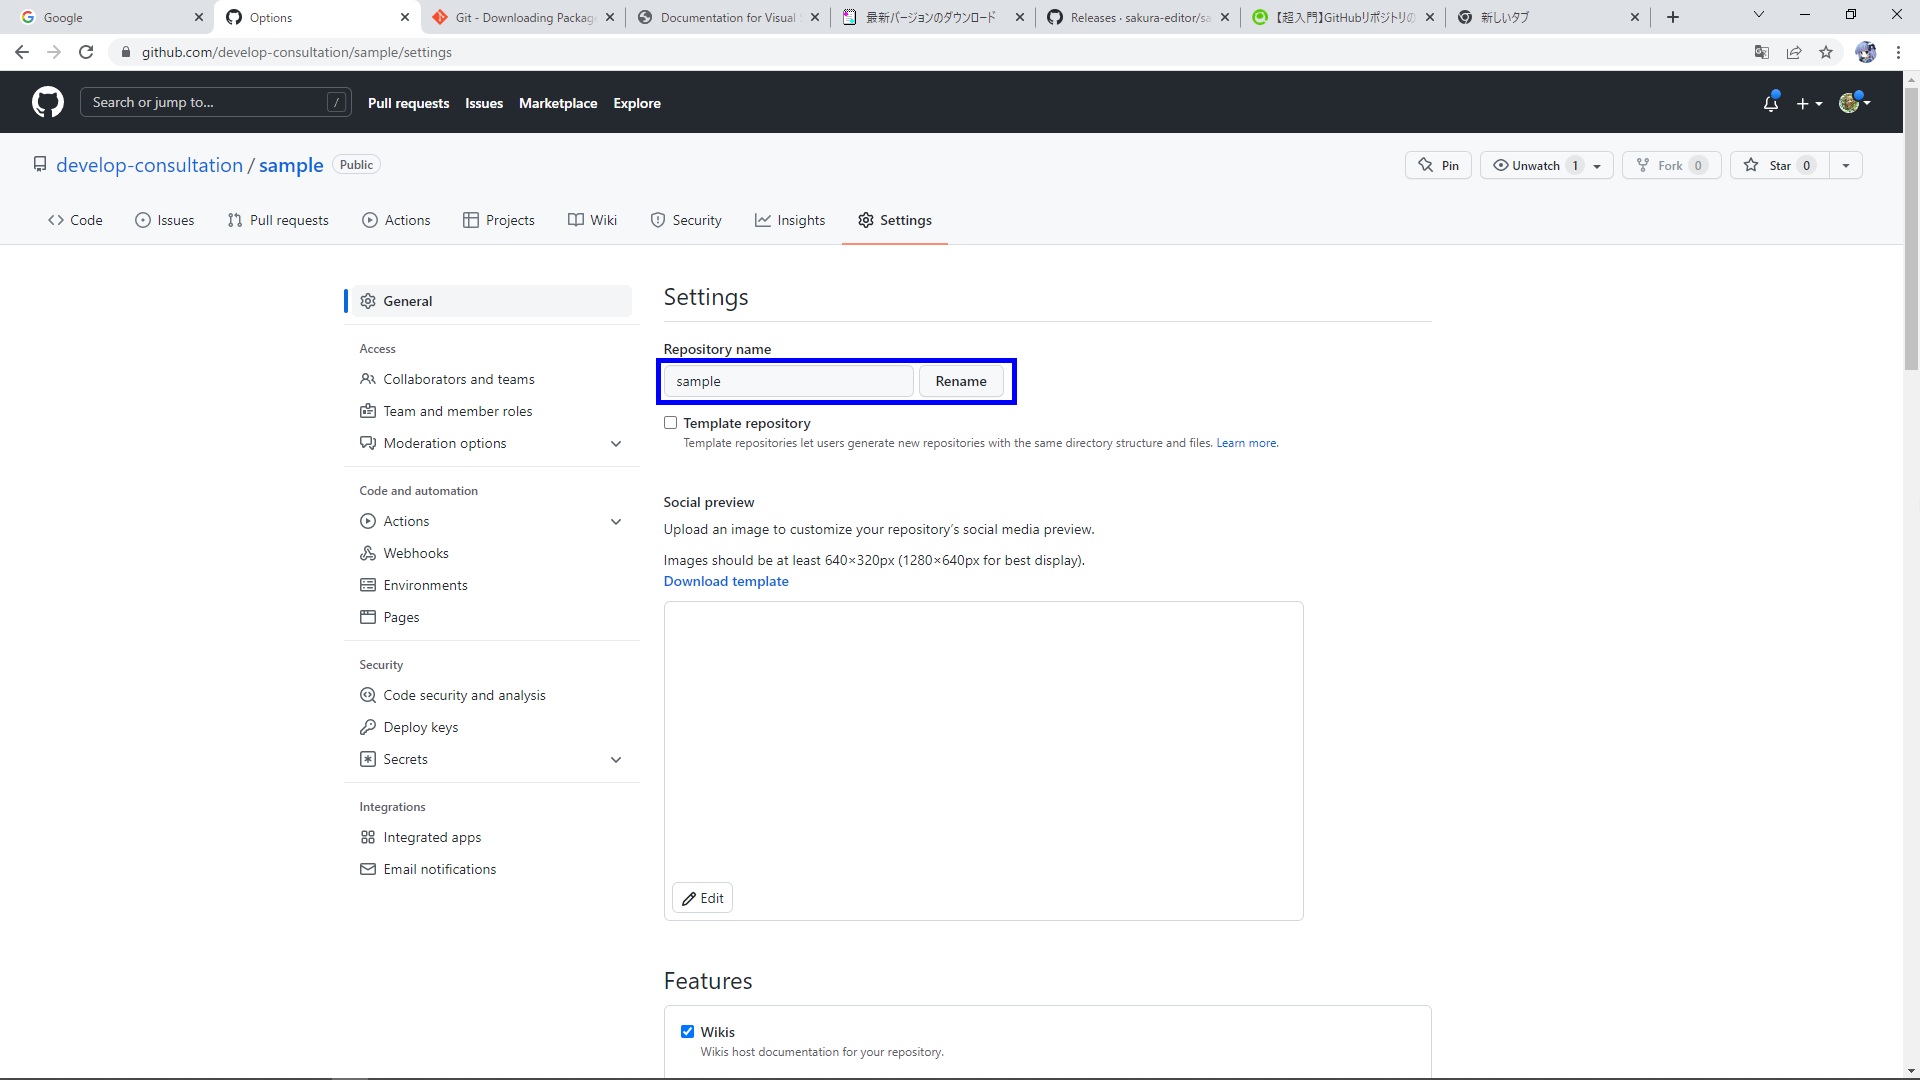 Google
Options
Git - Downloading Package
Documentation for Visual
最新バージョンのダウンロード
Releases · sakura-editor/sa
【超入門】GitHubリポジトリの
新しいタブ
github.com/develop-consultation/sample/settings
Search or jump to... /
Pull requests Issues Marketplace Explore
develop-consultation / sample Public
Pin Unwatch 1 Fork 0 Star 0
Code Issues Pull requests Actions Projects Wiki Security Insights Settings
General
Access
Collaborators and teams
Team and member roles
Moderation options
Code and automation
Actions
Webhooks
Environments
Pages
Security
Code security and analysis
Deploy keys
Secrets
Integrations
Integrated apps
Email notifications
Settings
Repository name
sample Rename
Template repository
Template repositories let users generate new repositories with the same directory structure and files. Learn more.
Social preview
Upload an image to customize your repository’s social media preview.
Images should be at least 640×320px (1280×640px for best display).
Download template
Edit
Features
Wikis
Wikis host documentation for your repository.